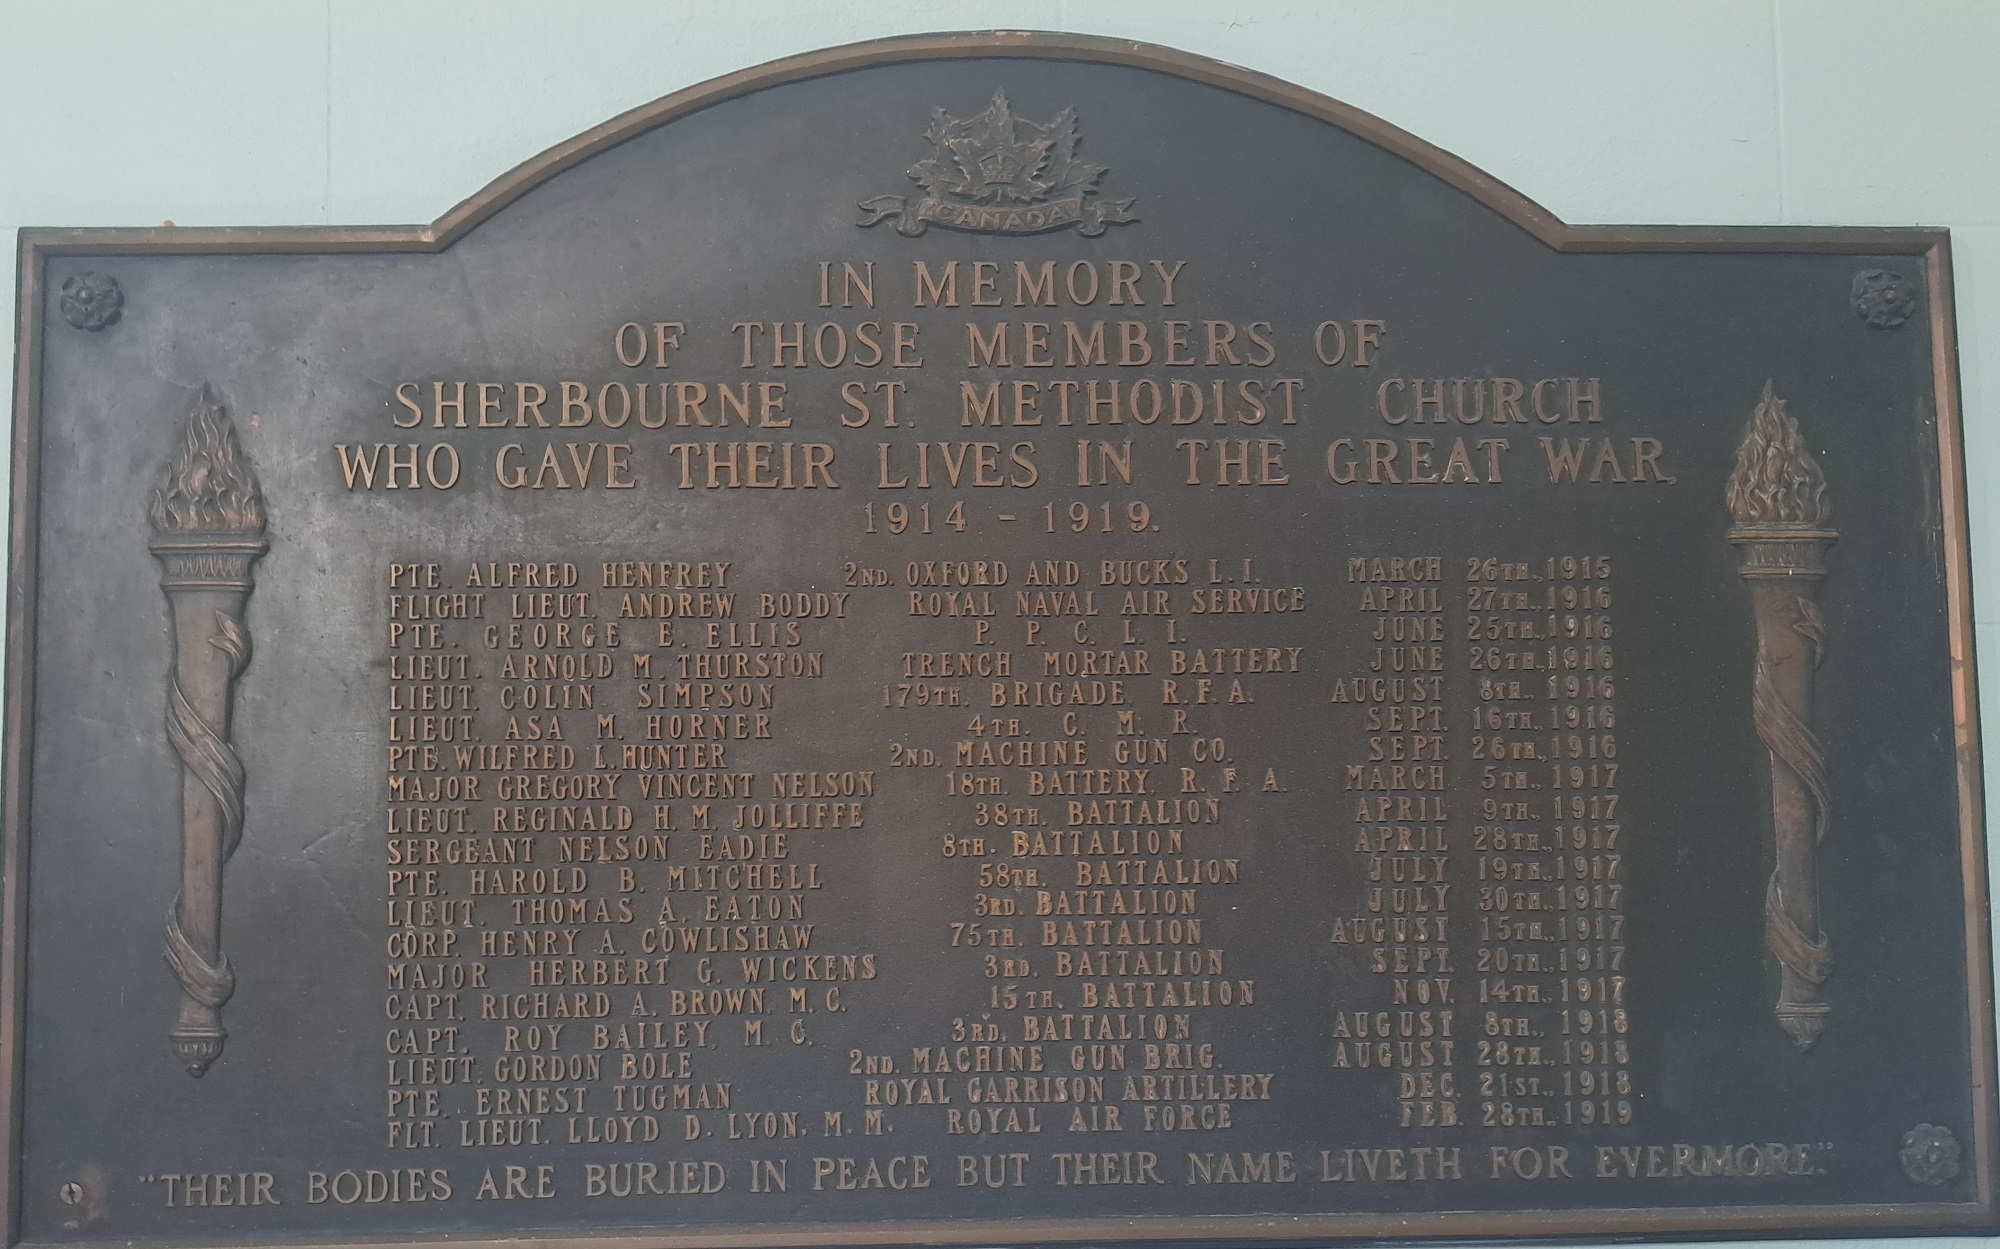 CANADA
IN MEMORY
OF THOSE MEMBERS OF
SHERBOURNE ST. METHODIST CHURCH
WHO GAVE THEIR LIVES IN THE GREAT WAR,
1914 - 1919.
PTE. ALFRED HENFREY 2ND. OXFORD AND BUCKS L. I. MARCH 26TH., 1915
FLIGHT LIEUT. ANDREW BODDY ROYAL NAVAL AIR SERVICE APRIL 27TH., 1916
PTE. GEORGE E. ELLIS P. P. C. L. I. JUNE 25TH., 1916
LIEUT. ARNOLD M. THURSTON TRENCH MORTAR BATTERY JUNE 26TH., 1916
LIEUT. COLIN SIMPSON 179TH. BRIGADE R. F. A. AUGUST 8TH. 1916
LIEUT. ASA M. HORNER 4TH. C. M. R. SEPT. 16TH., 1916
PTE. WILFRED L. HUNTER 2ND. MACHINE GUN CO. SEPT. 26TH., 1916
MAJOR GREGORY VINCENT NELSON 18TH. BATTERY, R. F. A. MARCH 5TH., 1917
LIEUT. REGINALD H. M. JOLLIFFE 38TH. BATTALION APRIL 9TH., 1917
SERGEANT NELSON EADIE 8TH. BATTALION APRIL 28TH., 1917
PTE. HAROLD B. MITCHELL 58TH. BATTALION JULY 19TH., 1917
LIEUT. THOMAS A. EATON 3RD. BATTALION JULY 30TH., 1917
CORP. HENRY A. COWLISHAW 75TH. BATTALION AUGUST 15TH., 1917
MAJOR HERBERT G. WICKENS 3RD. BATTALION SEPT. 20TH., 1917
CAPT. RICHARD A. BROWN, M. C. 15TH. BATTALION NOV. 14TH., 1917
CAPT. ROY BAILEY, M. C. 3RD. BATTALION AUGUST 8TH., 1918
LIEUT. GORDON BOLE 2ND. MACHINE GUN BRIG. AUGUST 28TH., 1918
PTE. ERNEST TUGMAN ROYAL GARRISON ARTILLERY DEC. 21ST., 1918
FLT. LIEUT. LLOYD D. LYON, M. M. ROYAL AIR FORCE FEB. 28TH., 1919
"THEIR BODIES ARE BURIED IN PEACE BUT THEIR NAME LIVETH FOR EVERMORE."